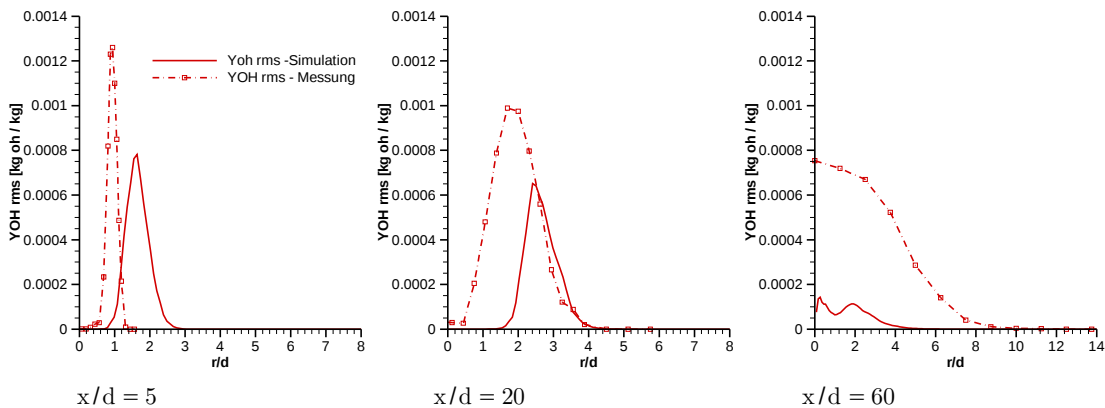 YOH rms [kg oh / kg]
0.0014
0.0012
0.001
0.0008
0.0006
0.0004
0.0002
0
0 1 2 3 4 5 6 7 8
r/d
Yoh rms -Simulation
YOH rms - Messung
x/d = 5
YOH rms [kg oh / kg]
0.0014
0.0012
0.001
0.0008
0.0006
0.0004
0.0002
0
0 1 2 3 4 5 6 7 8
r/d
x/d = 20
YOH rms [kg oh / kg]
0.0014
0.0012
0.001
0.0008
0.0006
0.0004
0.0002
0
0 2 4 6 8 10 12 14
r/d
x/d = 60